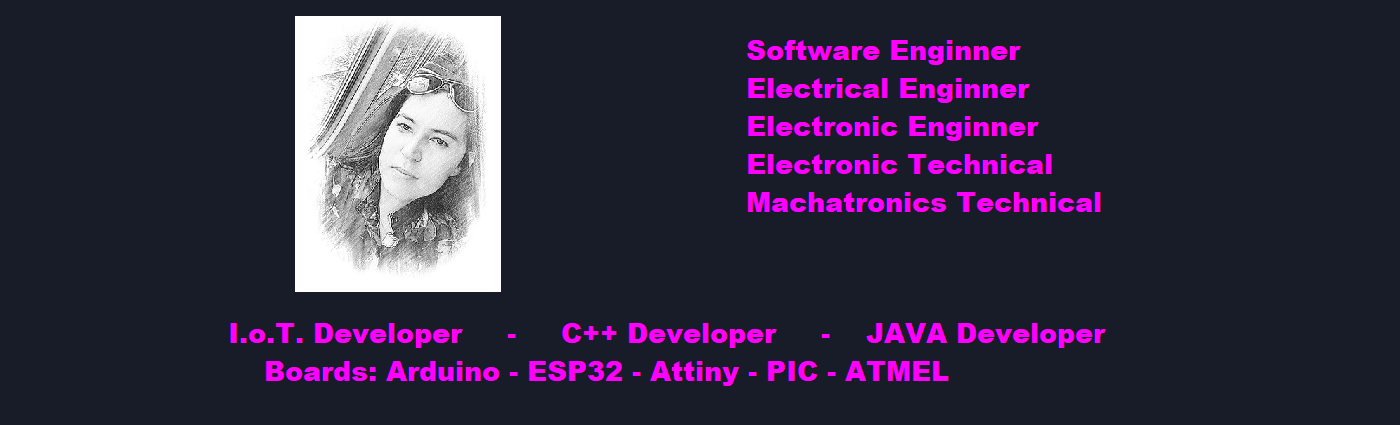 Software Enginner
Electrical Enginner
Electronic Enginner
Electronic Technical
Machatronics Technical
I.o.T. Developer - C++ Developer - JAVA Developer
Boards: Arduino - ESP32 - Attiny - PIC - ATMEL